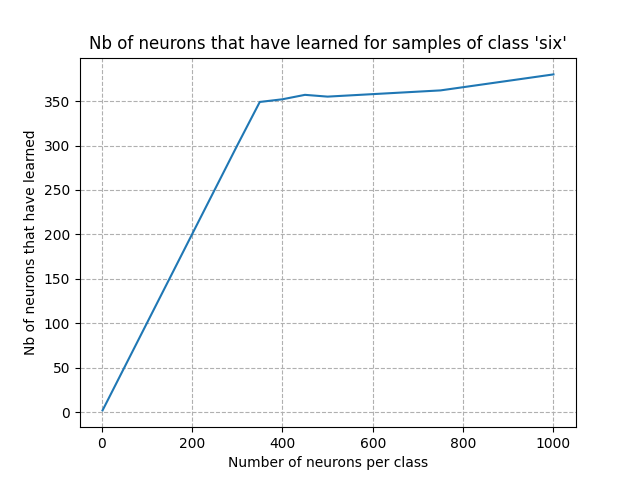 Nb of neurons that have learned for samples of class 'six'
Nb of neurons that have learned
350
300
250
200
150
100
50
0
0 200 400 600 800 1000
Number of neurons per class